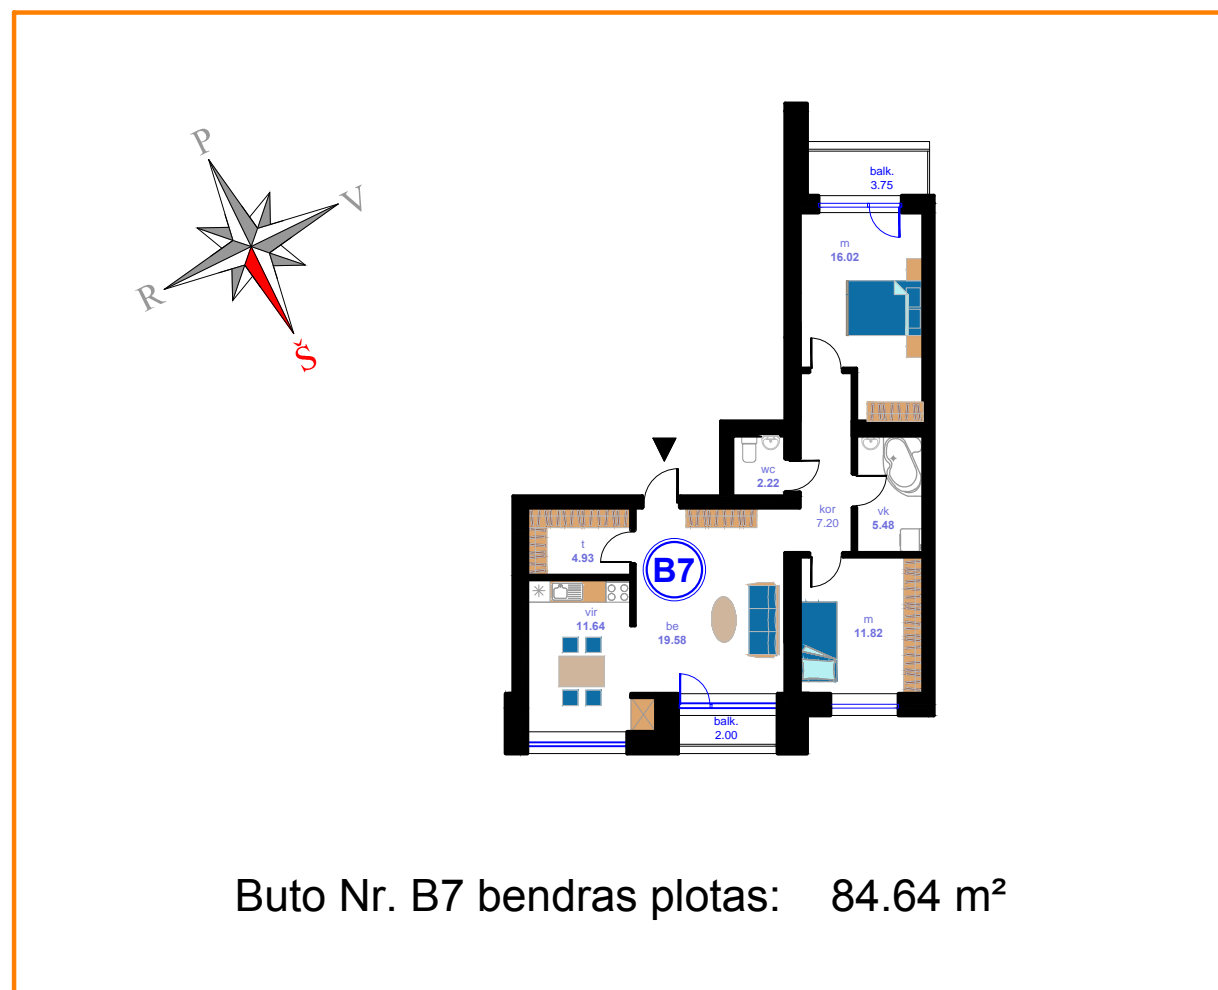 P
V
R
Š
balk.
3.75
m
16.02
wc
2.22
kor
7.20
vk
5.48
t
4.93
B7
vir
11.64
be
19.58
m
11.82
balk.
2.00
Buto Nr. B7 bendras plotas: 84.64 m²